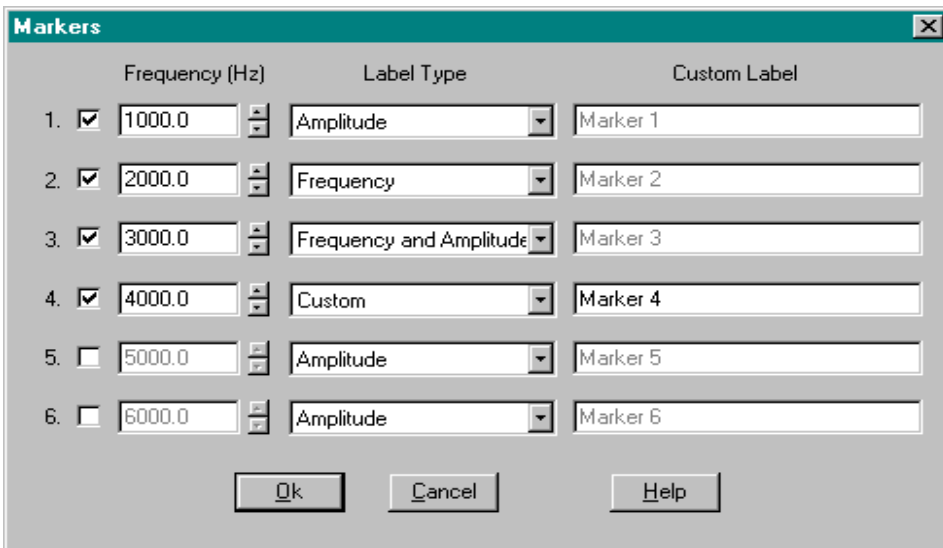 Markers
Frequency (Hz) Label Type Custom Label
1. 1000.0 Amplitude Marker 1
2. 2000.0 Frequency Marker 2
3. 3000.0 Frequency and Amplitude Marker 3
4. 4000.0 Custom Marker 4
5. 5000.0 Amplitude Marker 5
6. 6000.0 Amplitude Marker 6
Ok Cancel Help